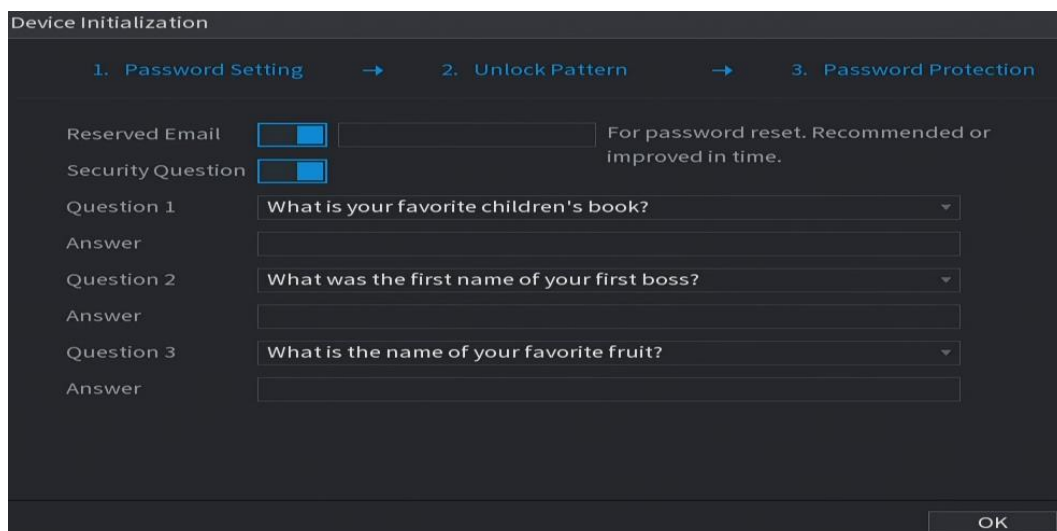 Device Initialization
1. Password Setting → 2. Unlock Pattern → 3. Password Protection
Reserved Email For password reset. Recommended or
improved in time.
Security Question
Question 1 What is your favorite children's book?
Answer
Question 2 What was the first name of your first boss?
Answer
Question 3 What is the name of your favorite fruit?
Answer
OK